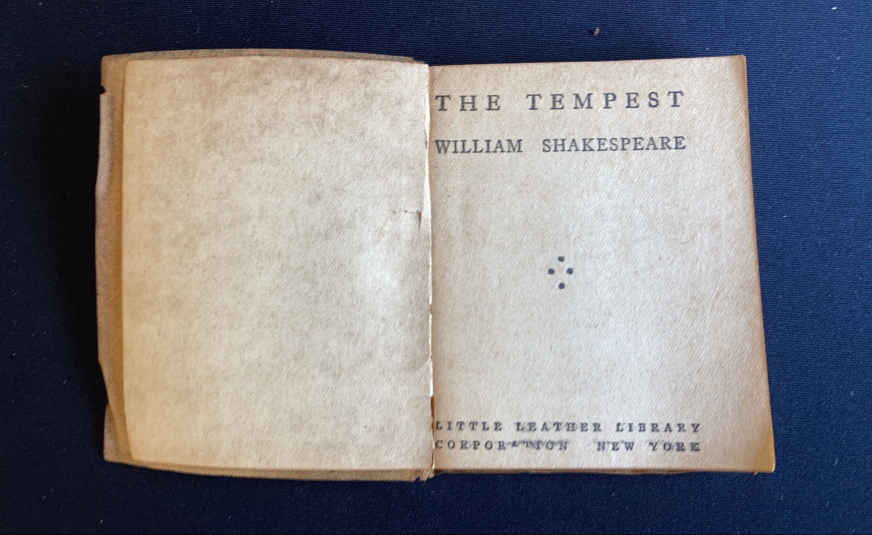 THE TEMPEST
WILLIAM SHAKESPEARE
LITTLE LEATHER LIBRARY
CORPORATION NEW YORK